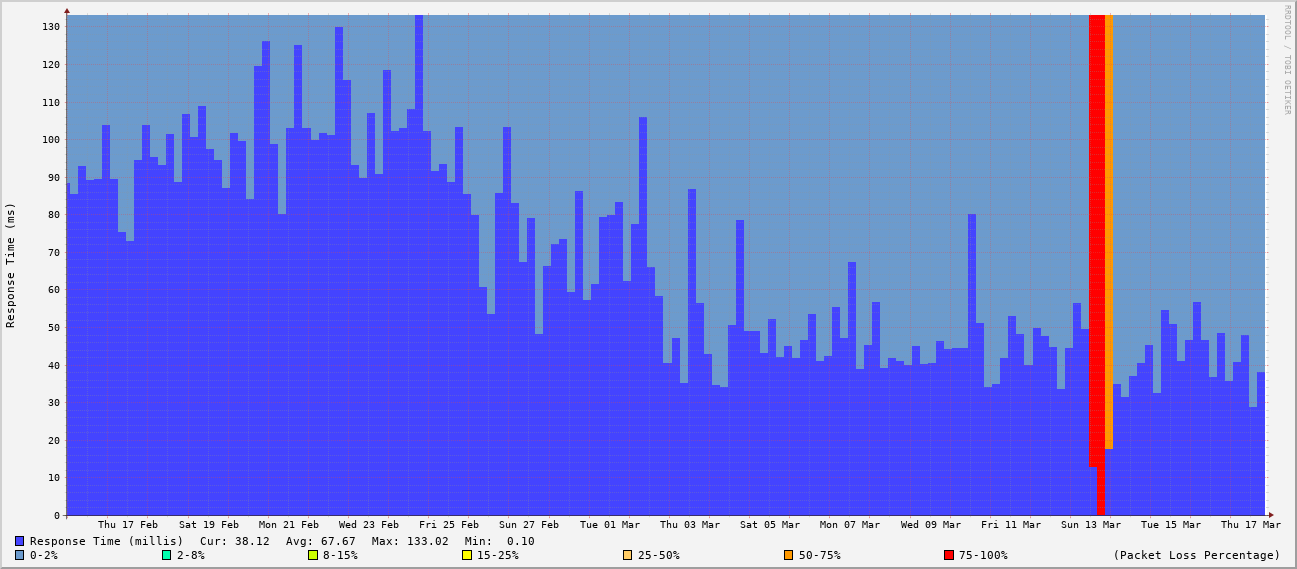 130
120
110
100
90
80
70
60
50
40
30
20
10
0
Response Time (ms)
RRDTOOL / TOBI OETIKER
Thu 17 Feb Sat 19 Feb Mon 21 Feb Wed 23 Feb Fri 25 Feb Sun 27 Feb Tue 01 Mar Thu 03 Mar Sat 05 Mar Mon 07 Mar Wed 09 Mar Fri 11 Mar Sun 13 Mar Tue 15 Mar Thu 17 Mar
Response Time (millis) Cur: 38.12 Avg: 67.67 Max: 133.02 Min: 0.10
0-2% 2-8% 8-15% 15-25% 25-50% 50-75% 75-100% (Packet Loss Percentage)